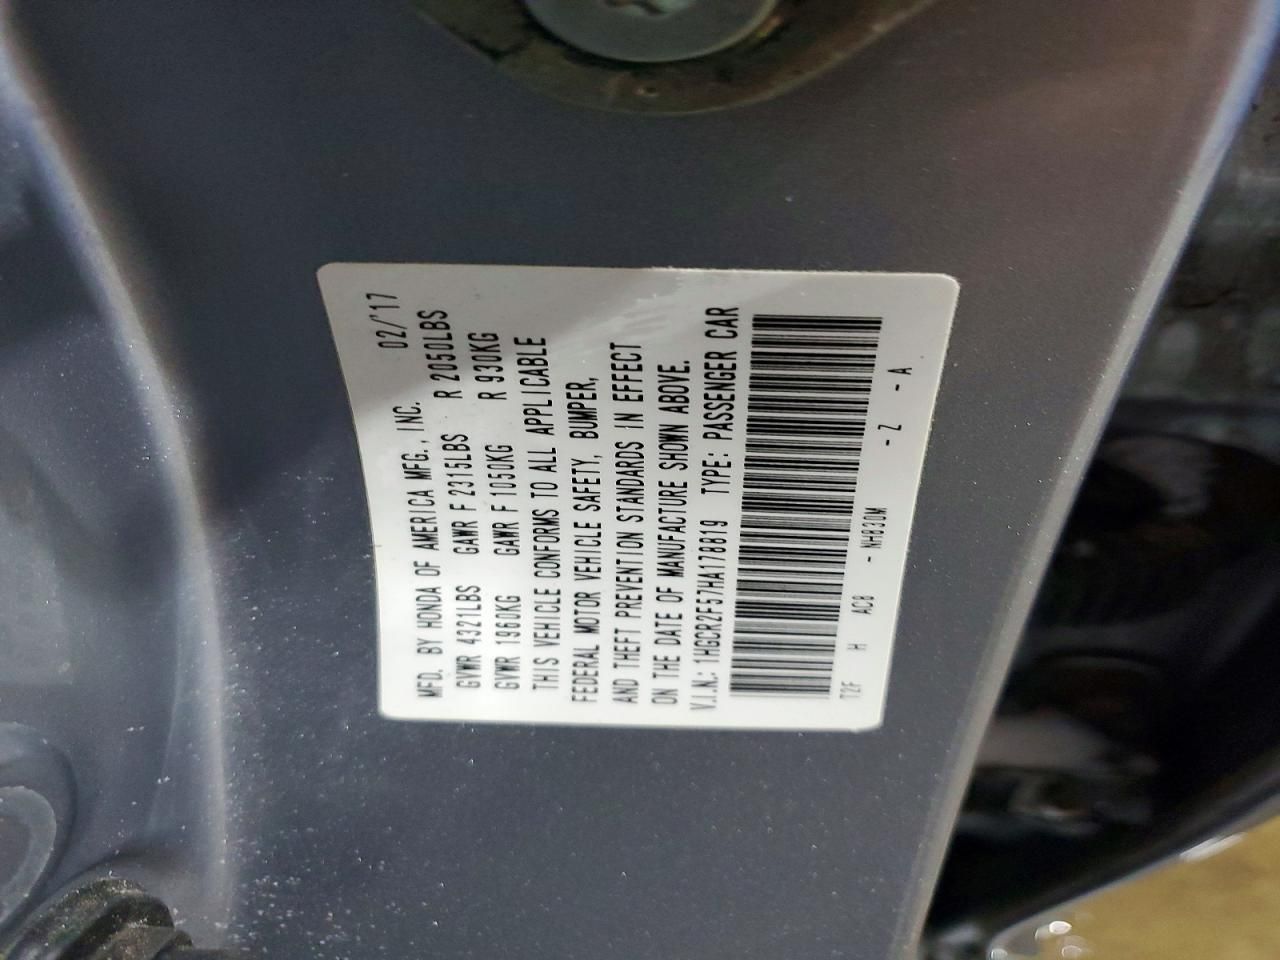 MFD. BY HONDA OF AMERICA MFG., INC. 02/'17
GVWR 4321LBS GAWR F 2315LBS R 2050LBS
GVWR 1960KG GAWR F 1050KG R 930KG
THIS VEHICLE CONFORMS TO ALL APPLICABLE
FEDERAL MOTOR VEHICLE SAFETY, BUMPER,
AND THEFT PREVENTION STANDARDS IN EFFECT
ON THE DATE OF MANUFACTURE SHOWN ABOVE.
V.I.N.: 1HGCR2F57HA178819 TYPE: PASSENGER CAR
T2F H AC8 - NH830M - Z - A